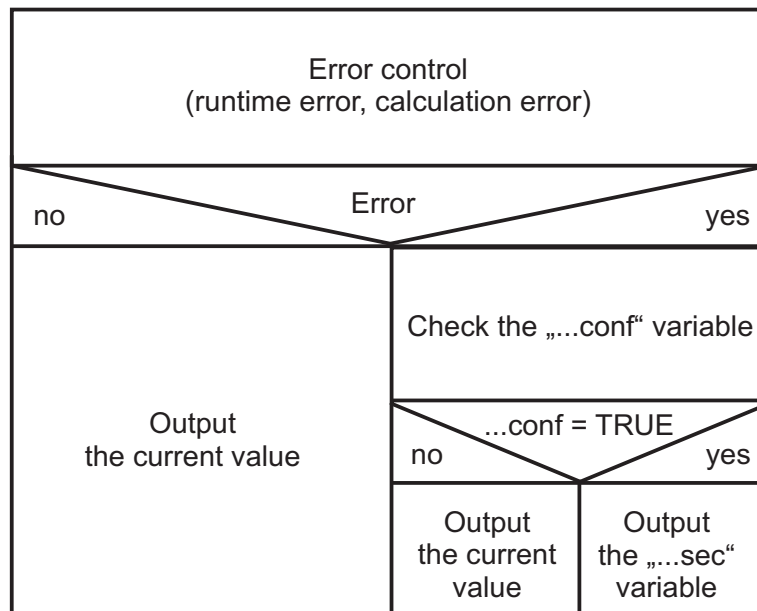 Error control
(runtime error, calculation error)
Error
no
yes
Check the „...conf“ variable
Output
the current value
...conf = TRUE
no
yes
Output
the current
value
Output
the „...sec“
variable